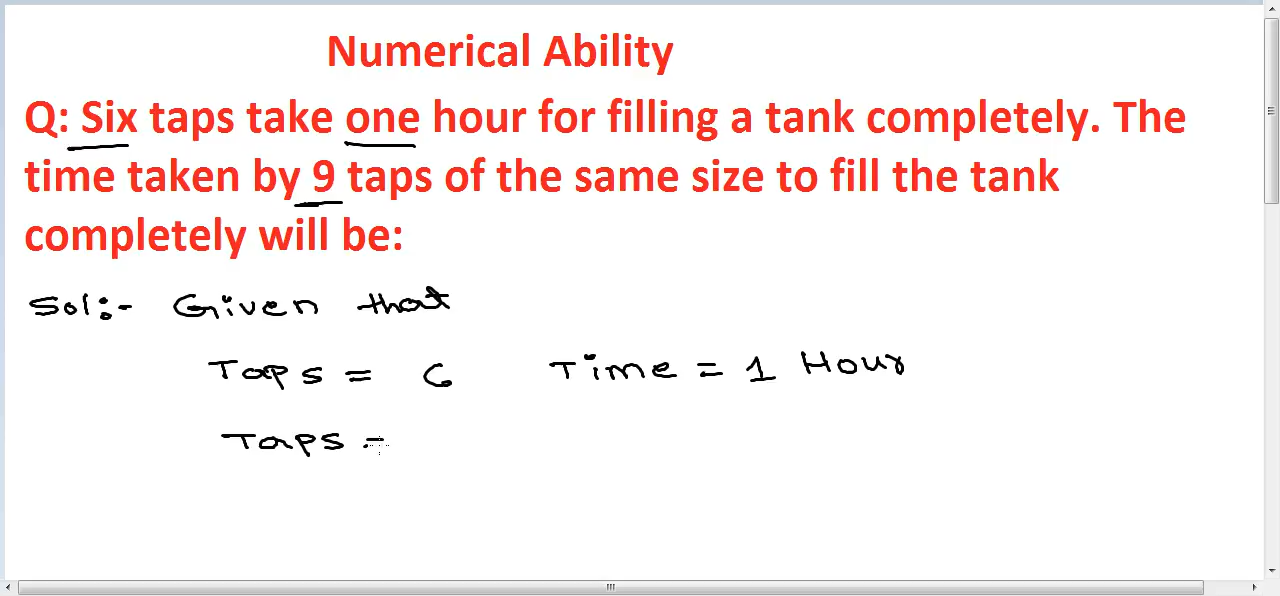 Numerical Ability
Q: Six taps take one hour for filling a tank completely. The
time taken by 9 taps of the same size to fill the tank
completely will be:
Sol:- Given that
Taps = 6 Time = 1 Hour
Taps =